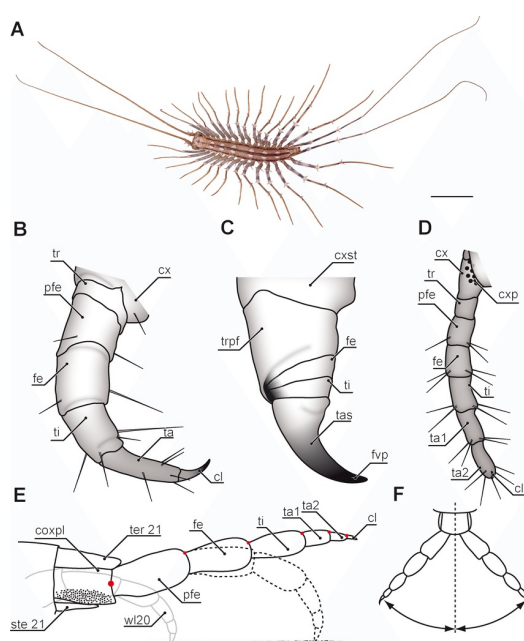 A
B
C
D
tr
cx
pfe
fe
ti
ta
cl
cxst
trpf
fe
ti
tas
fvp
cx
cxp
tr
pfe
fe
ti
ta1
ta2
cl
E
F
coxpl
ter 21
fe
ti
ta1
ta2
cl
pfe
wl20
ste 21